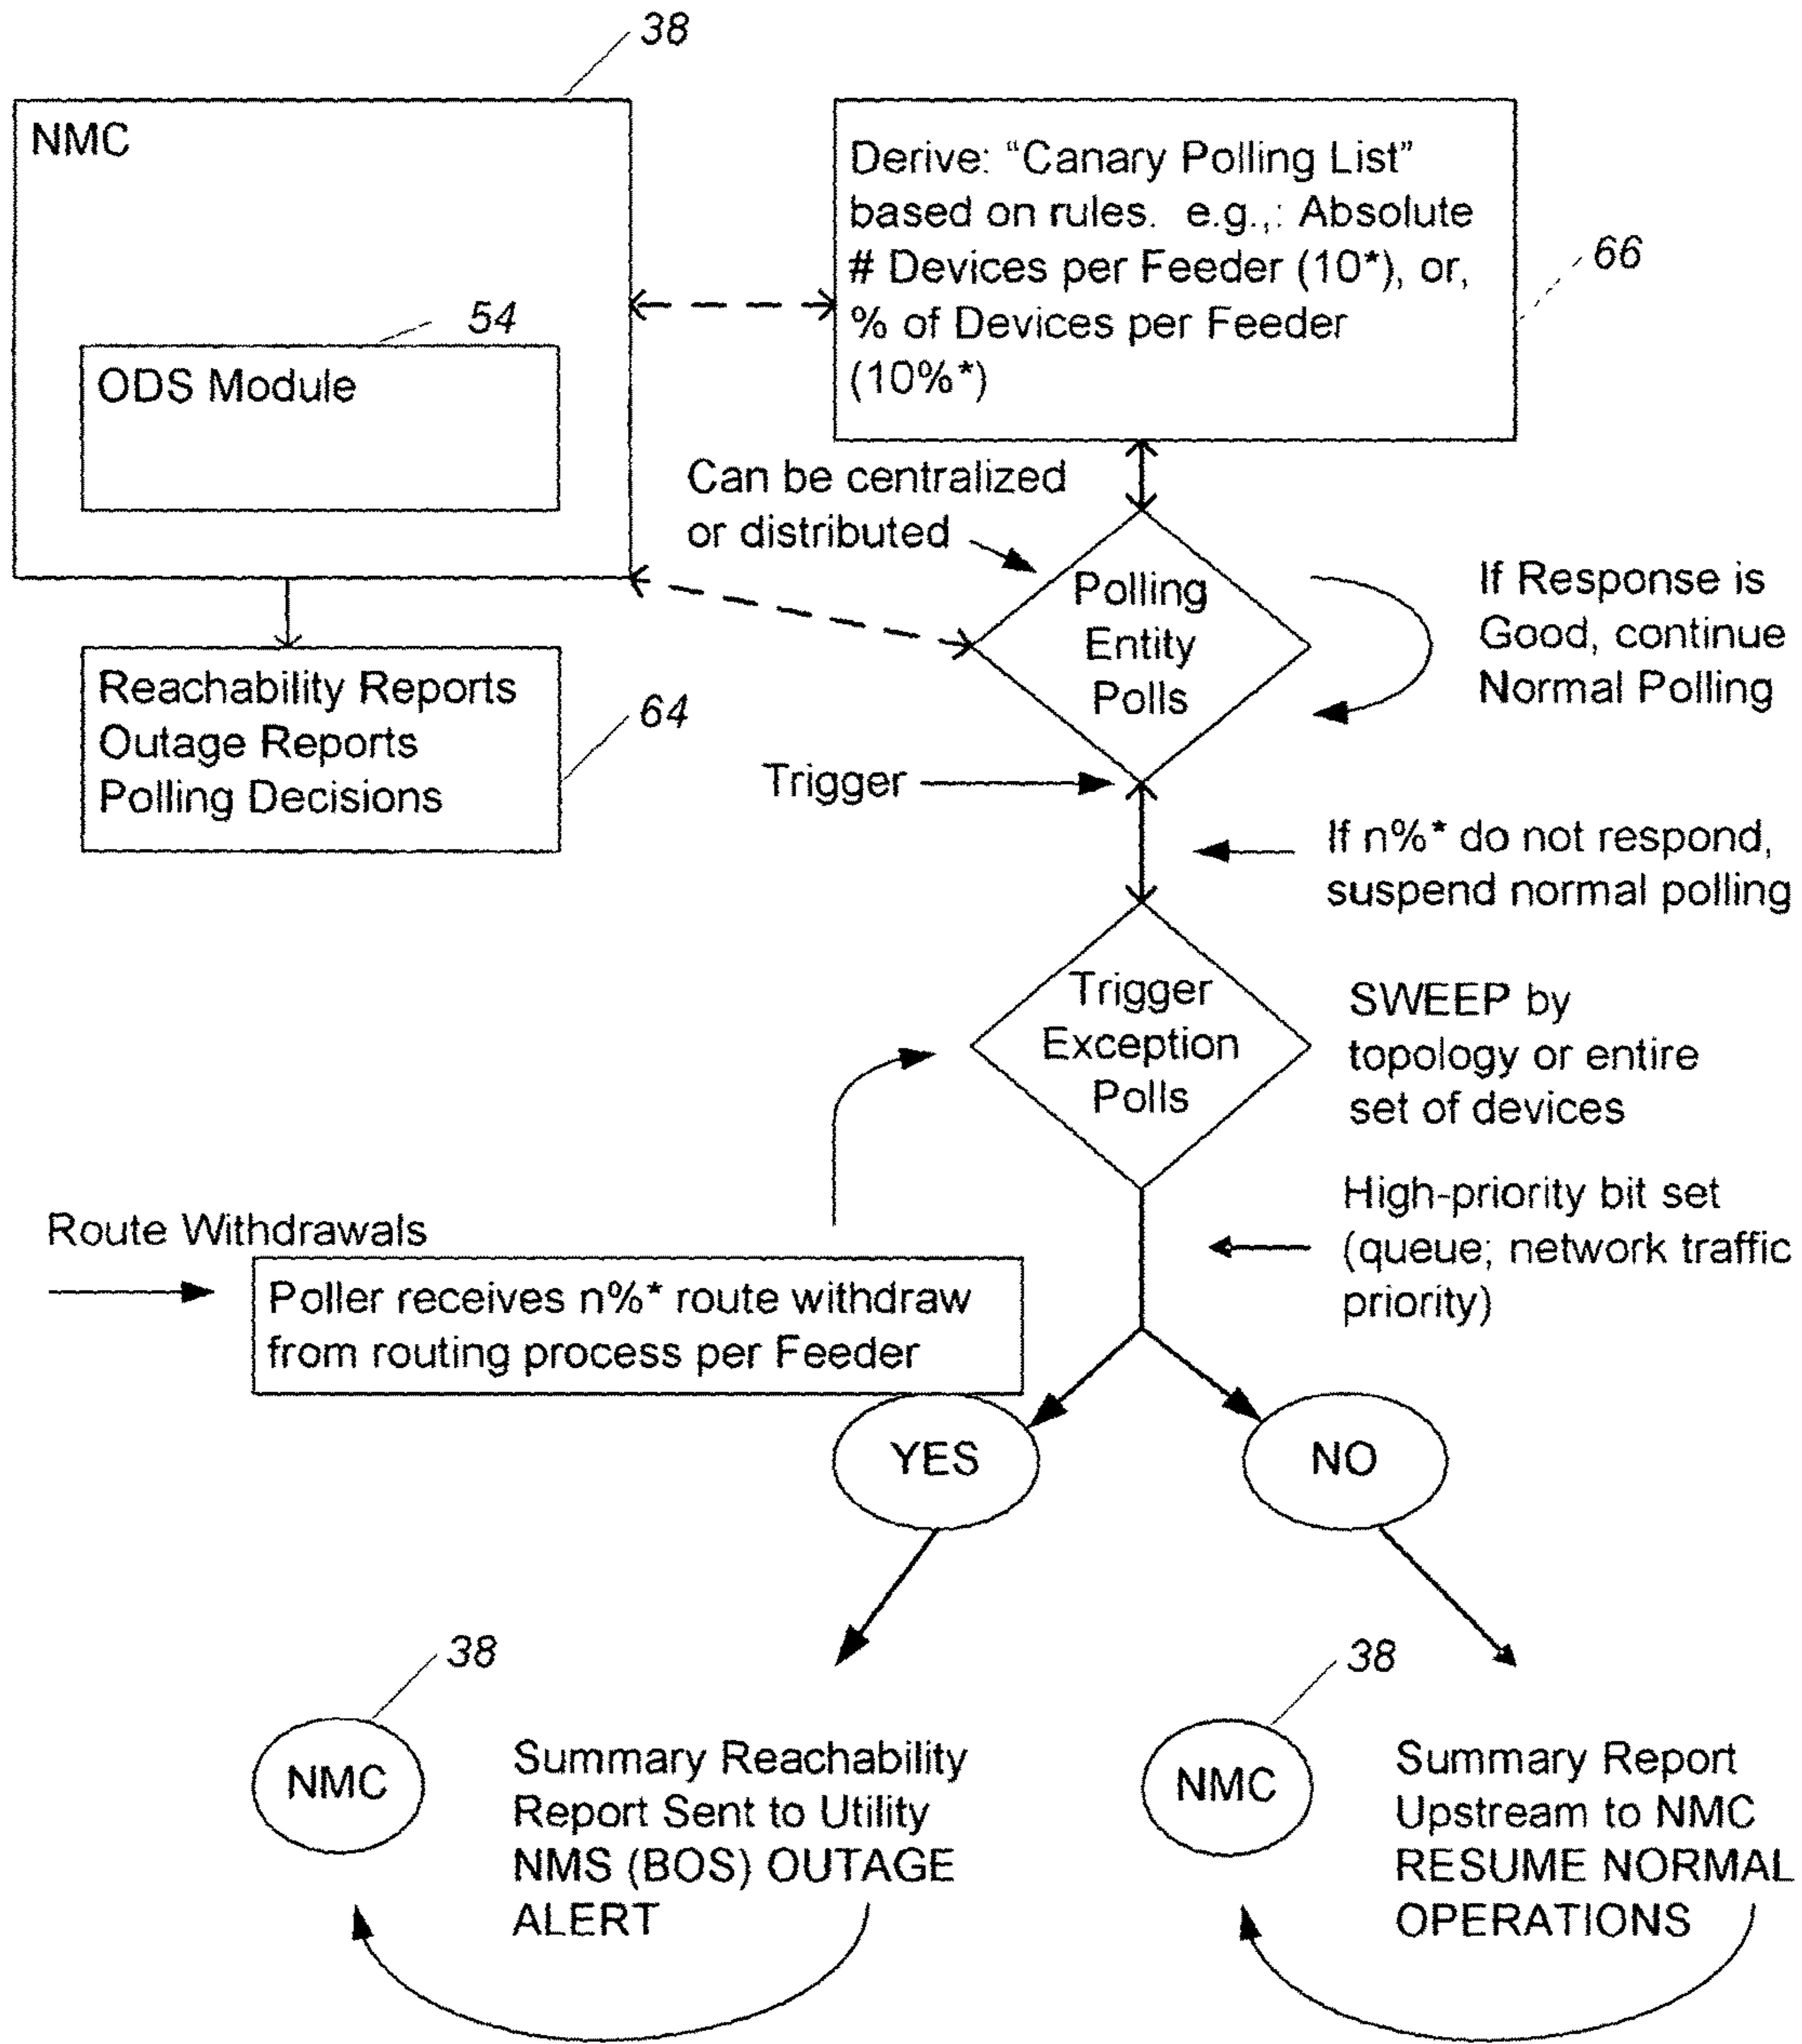 38
NMC
Derive: “Canary Polling List”
based on rules.  e.g.,: Absolute
# Devices per Feeder (10*), or,
% of Devices per Feeder
(10%*)
66
54
ODS Module
Can be centralized
or distributed
Polling
Entity
Polls
If Response is
Good, continue
Normal Polling
Reachability Reports
Outage Reports
Polling Decisions
64
Trigger
If n%* do not respond,
suspend normal polling
Trigger
Exception
Polls
SWEEP by
topology or entire
set of devices
High-priority bit set
(queue; network traffic
priority)
Route Withdrawals
Poller receives n%* route withdraw
from routing process per Feeder
YES
NO
38
NMC
Summary Reachability
Report Sent to Utility
NMS (BOS) OUTAGE
ALERT
38
NMC
Summary Report
Upstream to NMC
RESUME NORMAL
OPERATIONS